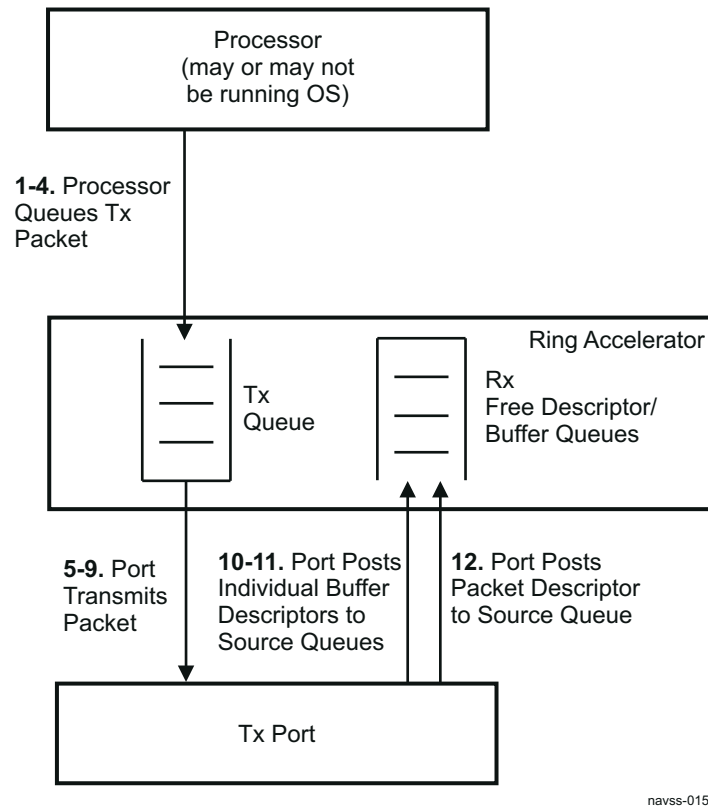 Processor
(may or may not
be running OS)
1-4. Processor
Queues Tx
Packet
Ring Accelerator
Tx
Queue
Rx
Free Descriptor/
Buffer Queues
5-9. Port
Transmits
Packet
10-11. Port Posts
Individual Buffer
Descriptors to
Source Queues
12. Port Posts
Packet Descriptor
to Source Queue
Tx Port
navss-015